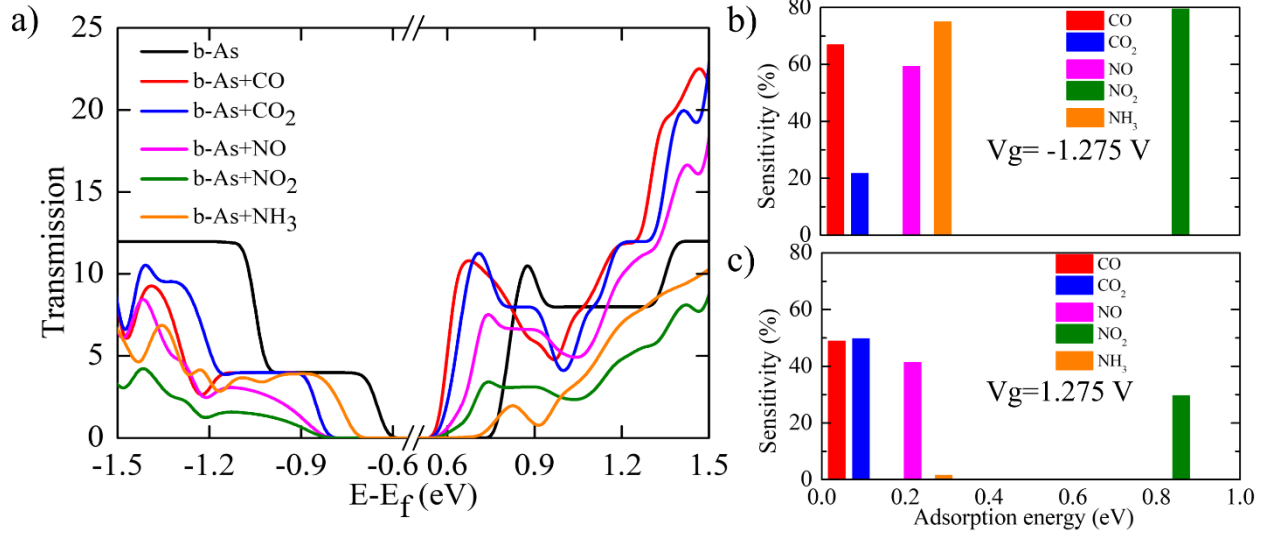 a)
Transmission
25
20
15
10
5
0
b-As
b-As+CO
b-As+CO₂
b-As+NO
b-As+NO₂
b-As+NH₃
-1.5 -1.2 -0.9 -0.6 0.6 0.9 1.2 1.5
E-E_f (eV)
b)
Sensitivity (%)
80
60
40
20
0
CO
CO₂
NO
NO₂
NH₃
Vg= -1.275 V
c)
Sensitivity (%)
80
60
40
20
0
CO
CO₂
NO
NO₂
NH₃
Vg=1.275 V
0.0 0.2 0.4 0.6 0.8 1.0
Adsorption energy (eV)